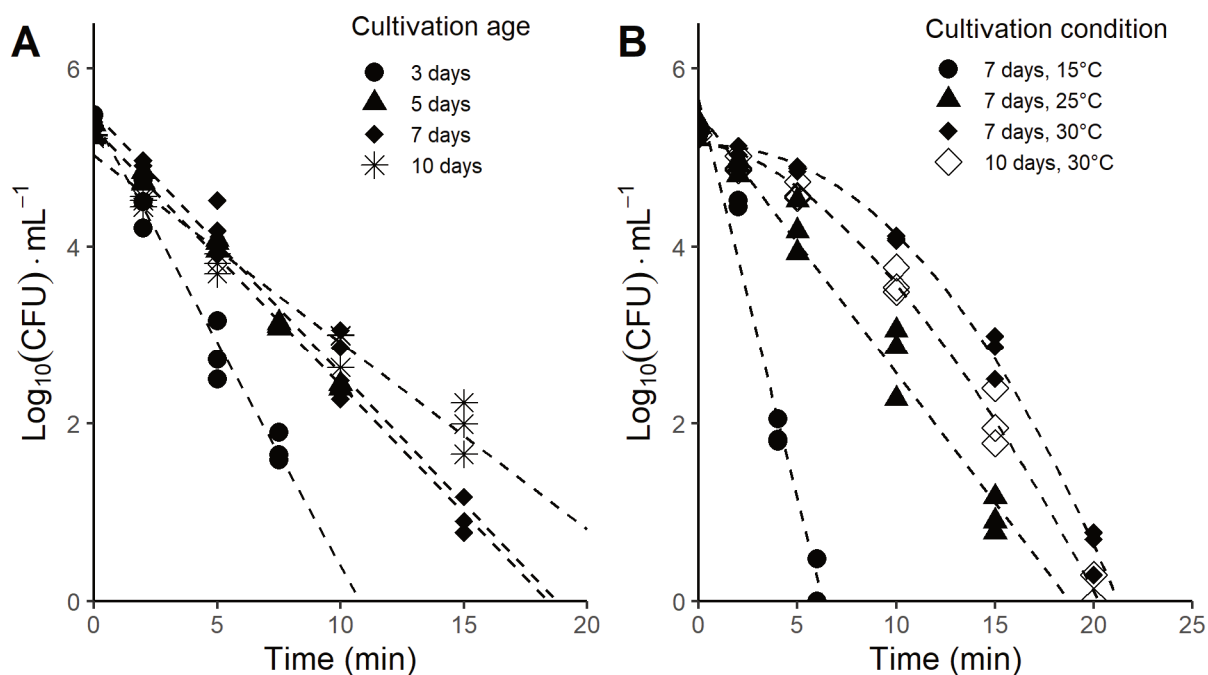 A
Cultivation age
3 days
5 days
7 days
10 days
Log₁₀(CFU) · mL⁻¹
6
4
2
0
0 5 10 15 20
Time (min)
B
Cultivation condition
7 days, 15°C
7 days, 25°C
7 days, 30°C
10 days, 30°C
Log₁₀(CFU) · mL⁻¹
6
4
2
0
0 5 10 15 20 25
Time (min)